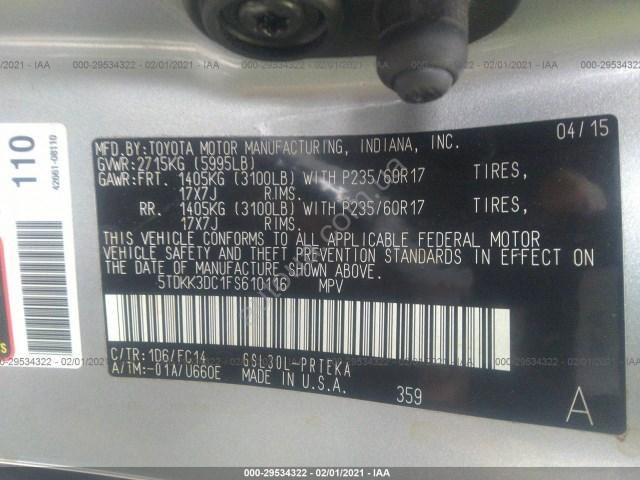 000-29534322 - 02/01/2021 - IAA
110
42661-08110
MFD.BY:TOYOTA MOTOR MANUFACTURING, INDIANA, INC. 04/15
GVWR:2715KG (5995LB)
GAWR:FRT. 1405KG (3100LB) WITH P235/60R17 TIRES,
17X7J RIMS.
RR. 1405KG (3100LB) WITH P235/60R17 TIRES,
17X7J RIMS.
THIS VEHICLE CONFORMS TO ALL APPLICABLE FEDERAL MOTOR
VEHICLE SAFETY AND THEFT PREVENTION STANDARDS IN EFFECT ON
THE DATE OF MANUFACTURE SHOWN ABOVE.
5TDKK3DC1FS610116 MPV
C/TR:1D6/FC14 GSL30L-PRTEKA
A/TM:-01A/U660E MADE IN U.S.A. 359 A
000-29534322 - 02/01/2021 - IAA